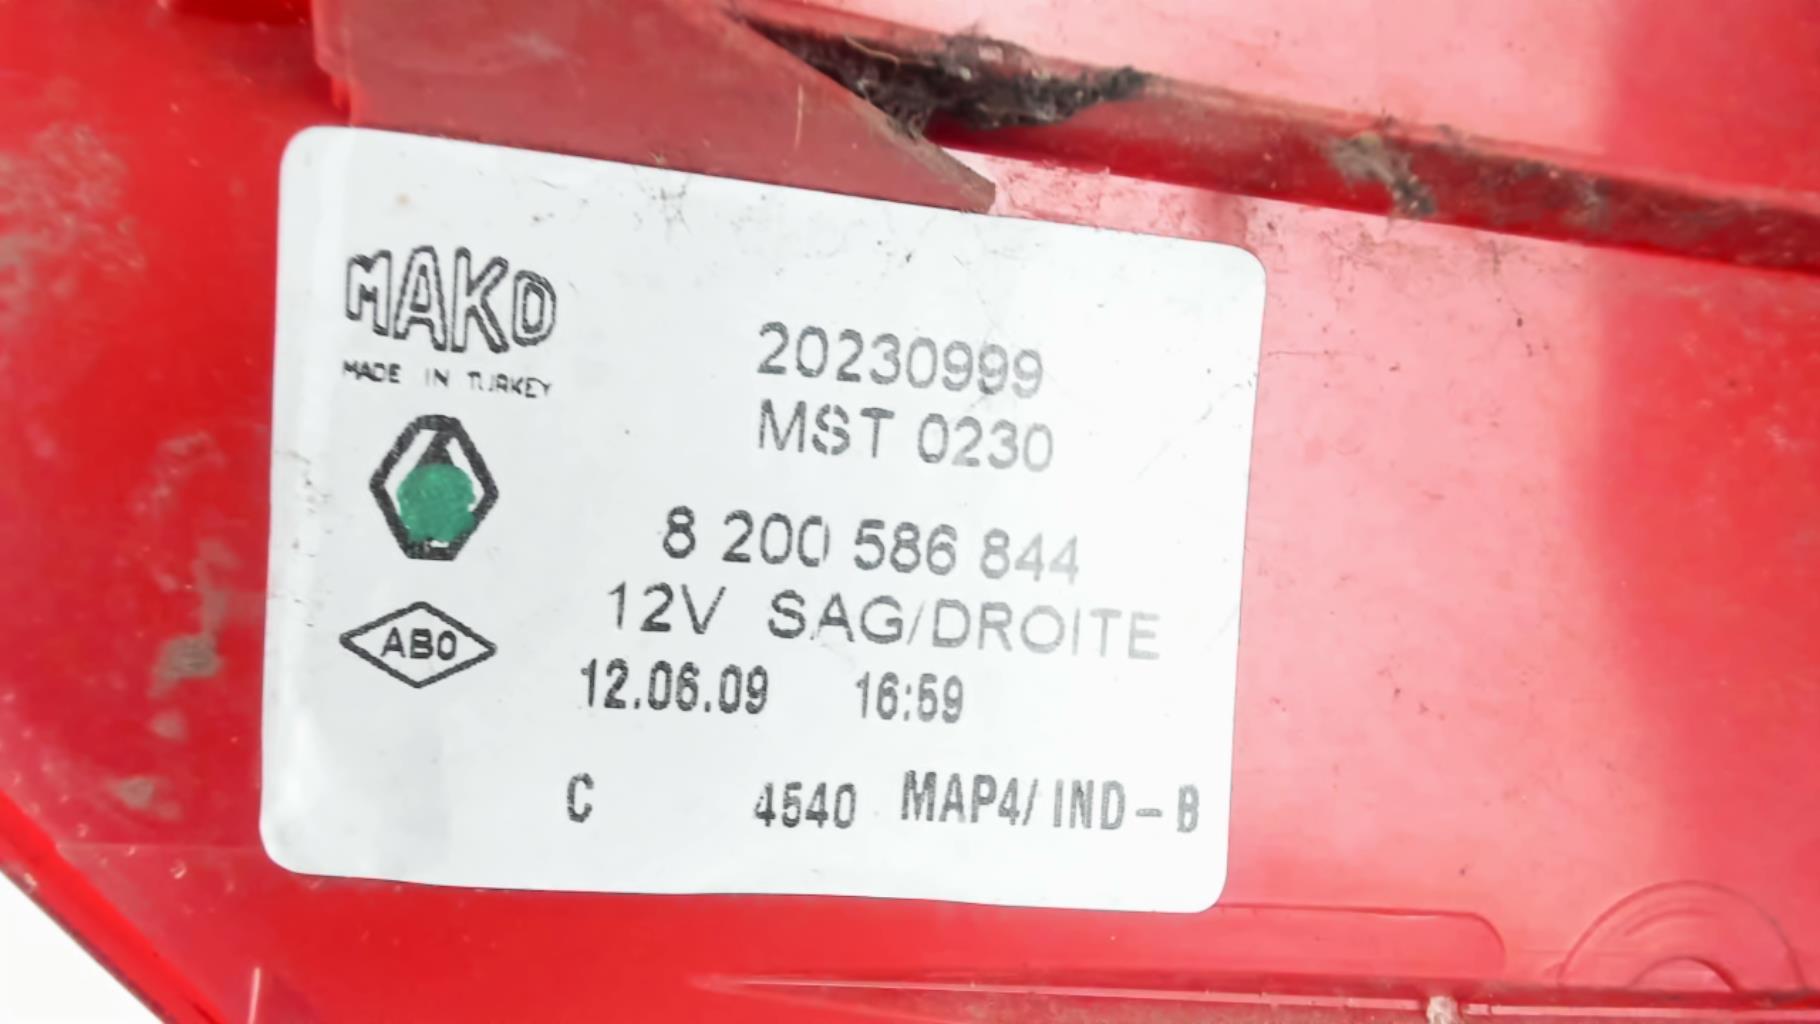 MAKO
MADE IN TURKEY
20230999
MST 0230
8 200 586 844
12V SAG/DROITE
ABO
12.06.09 16:59
C 4540 MAP4/IND-B